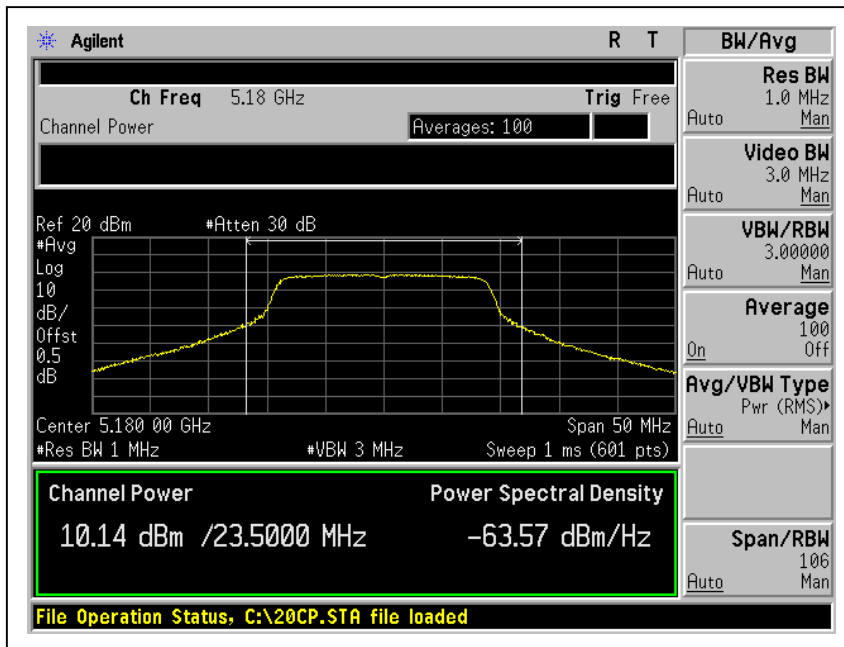 Agilent R T
Ch Freq 5.18 GHz Trig Free
Channel Power Averages: 100
Ref 20 dBm #Atten 30 dB
#Avg
Log
10
dB/
Offst
0.5
dB
Center 5.180 00 GHz Span 50 MHz
#Res BW 1 MHz #VBW 3 MHz Sweep 1 ms (601 pts)
Channel Power Power Spectral Density
10.14 dBm /23.5000 MHz -63.57 dBm/Hz
File Operation Status, C:\20CP.STA file loaded
BW/Avg
Res BW
1.0 MHz
Auto Man
Video BW
3.0 MHz
Auto Man
VBW/RBW
3.00000
Auto Man
Average
100
On Off
Avg/VBW Type
Pwr (RMS)▸
Auto Man
Span/RBW
106
Auto Man